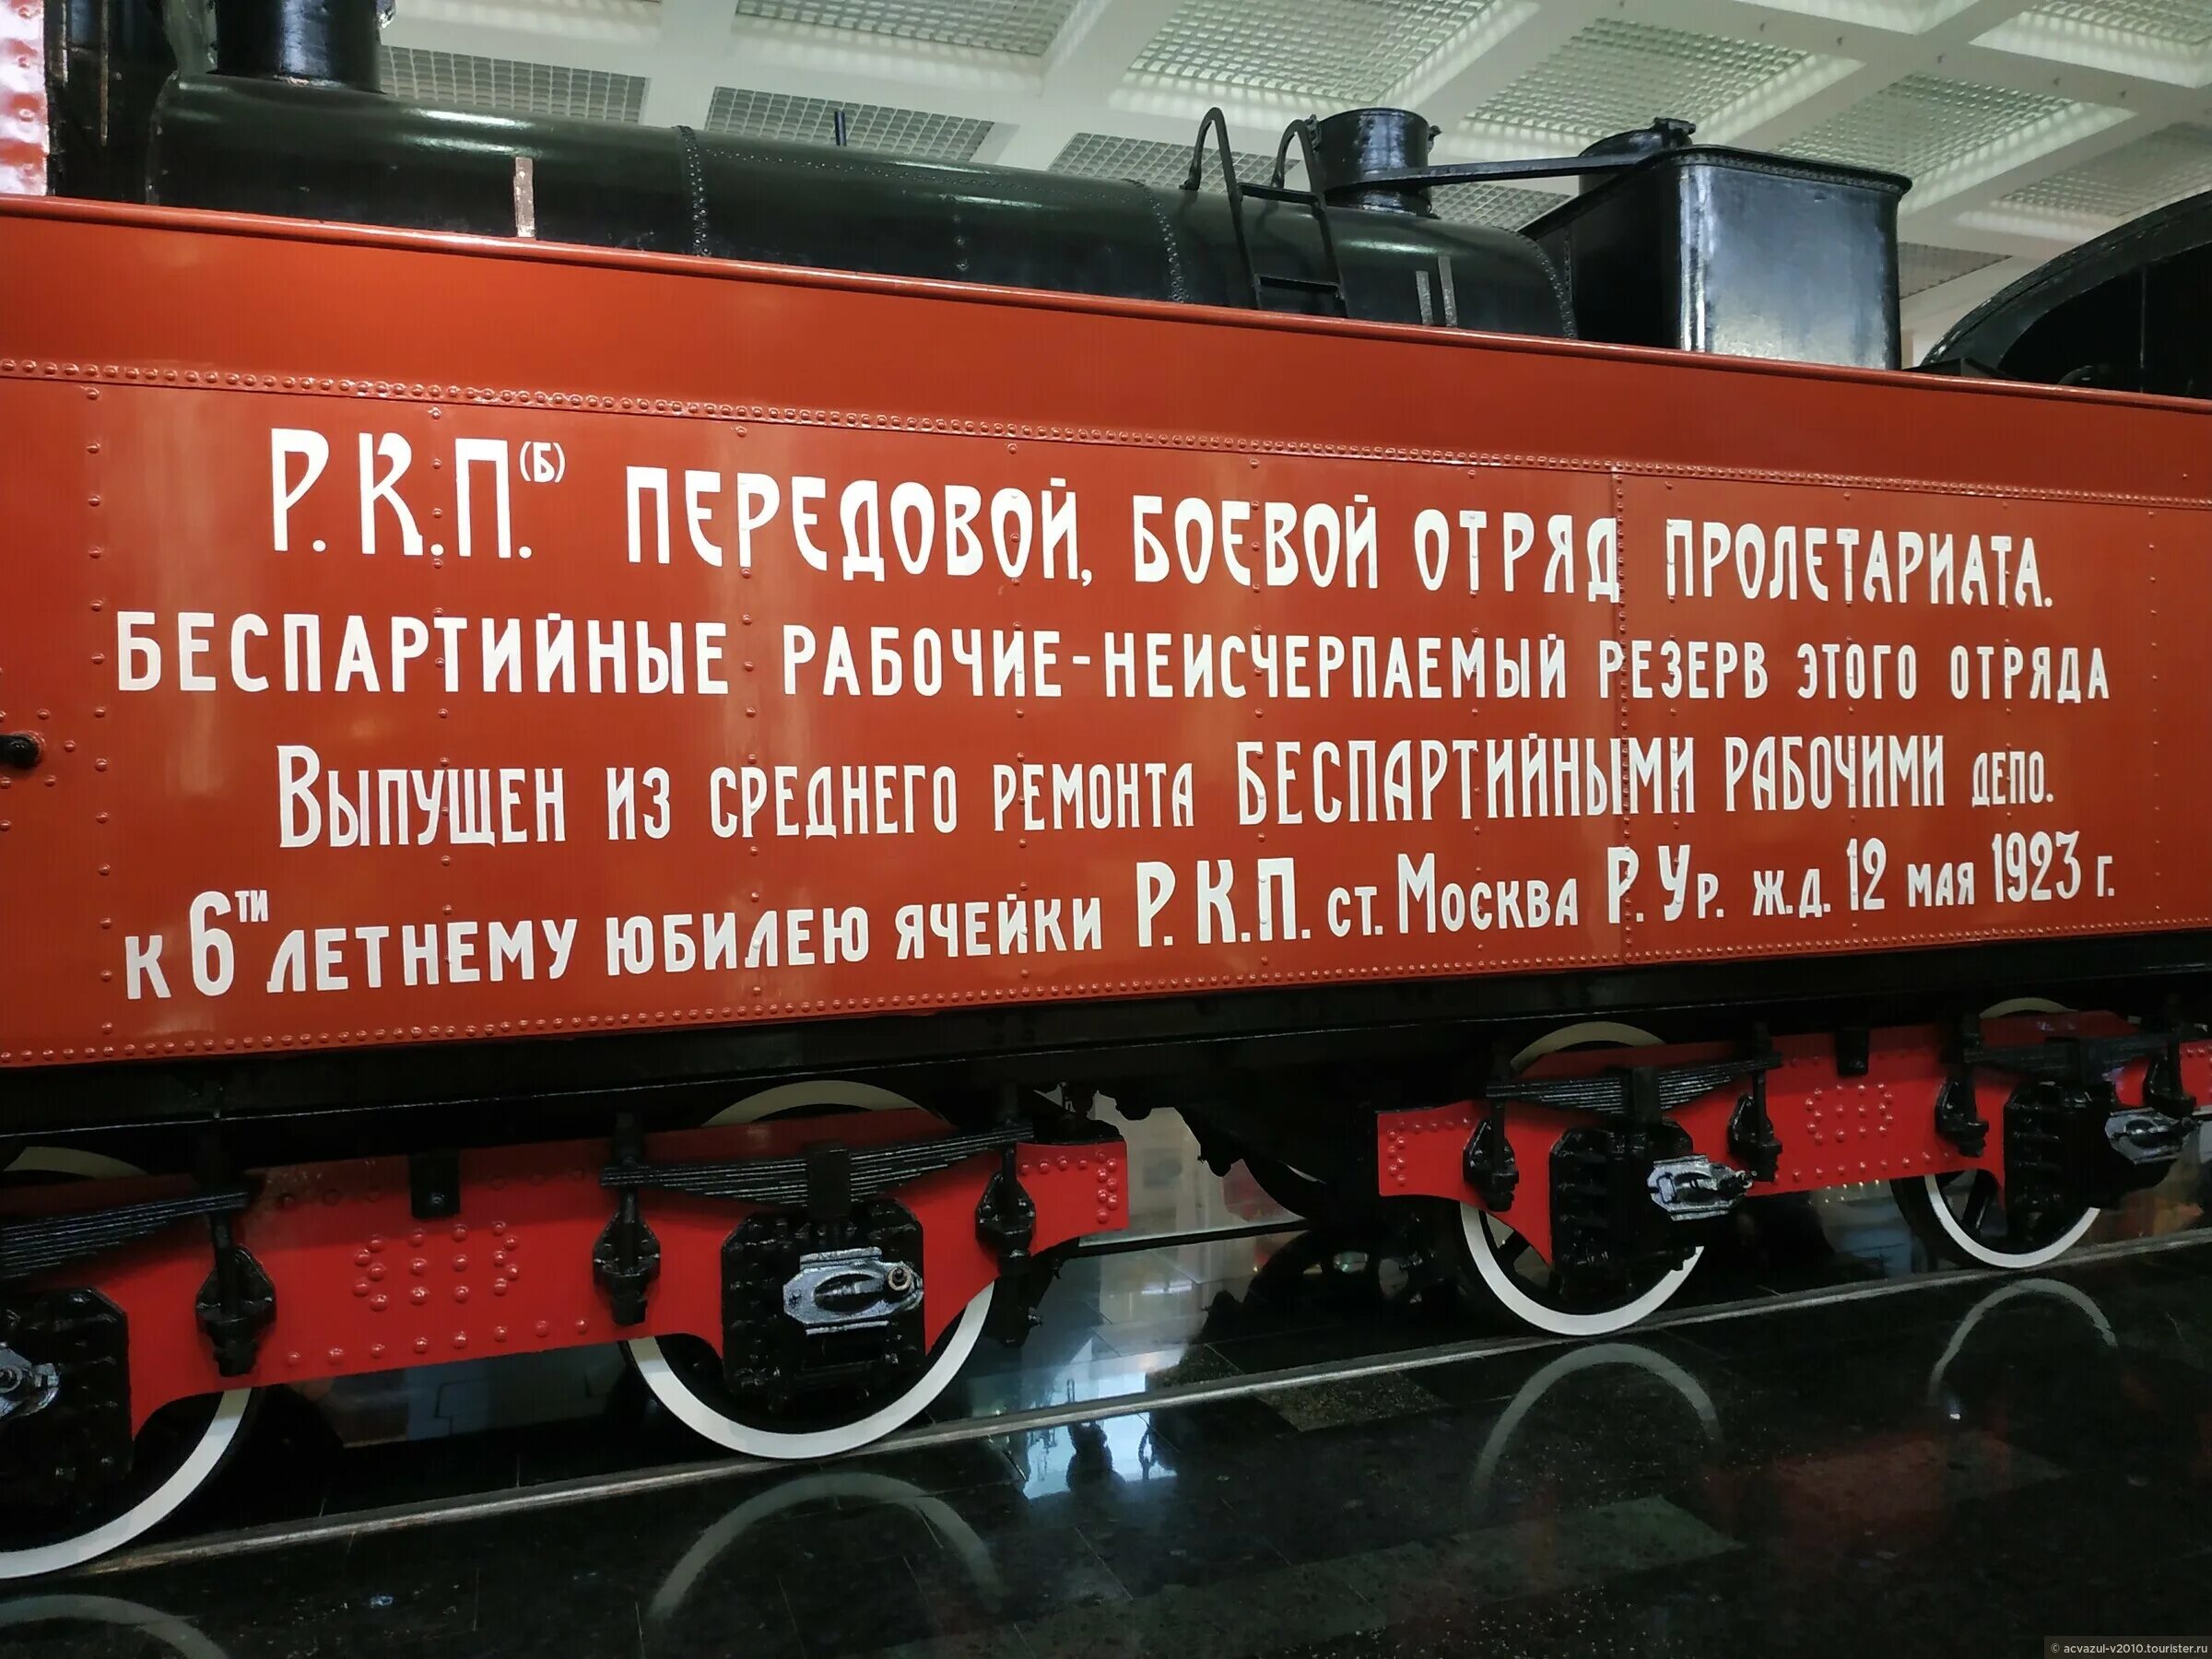 Р.К.П.(Б) ПЕРЕДОВОЙ, БОЕВОЙ ОТРЯД ПРОЛЕТАРИАТА.
БЕСПАРТИЙНЫЕ РАБОЧИЕ-НЕИСЧЕРПАЕМЫЙ РЕЗЕРВ ЭТОГО ОТРЯДА
ВЫПУЩЕН ИЗ СРЕДНЕГО РЕМОНТА БЕСПАРТИЙНЫМИ РАБОЧИМИ ДЕПО.
К 6ТИ ЛЕТНЕМУ ЮБИЛЕЮ ЯЧЕЙКИ Р.К.П. СТ. МОСКВА Р. УР. Ж.Д. 12 МАЯ 1923 Г.
© acvazul-v2010.tourister.ru